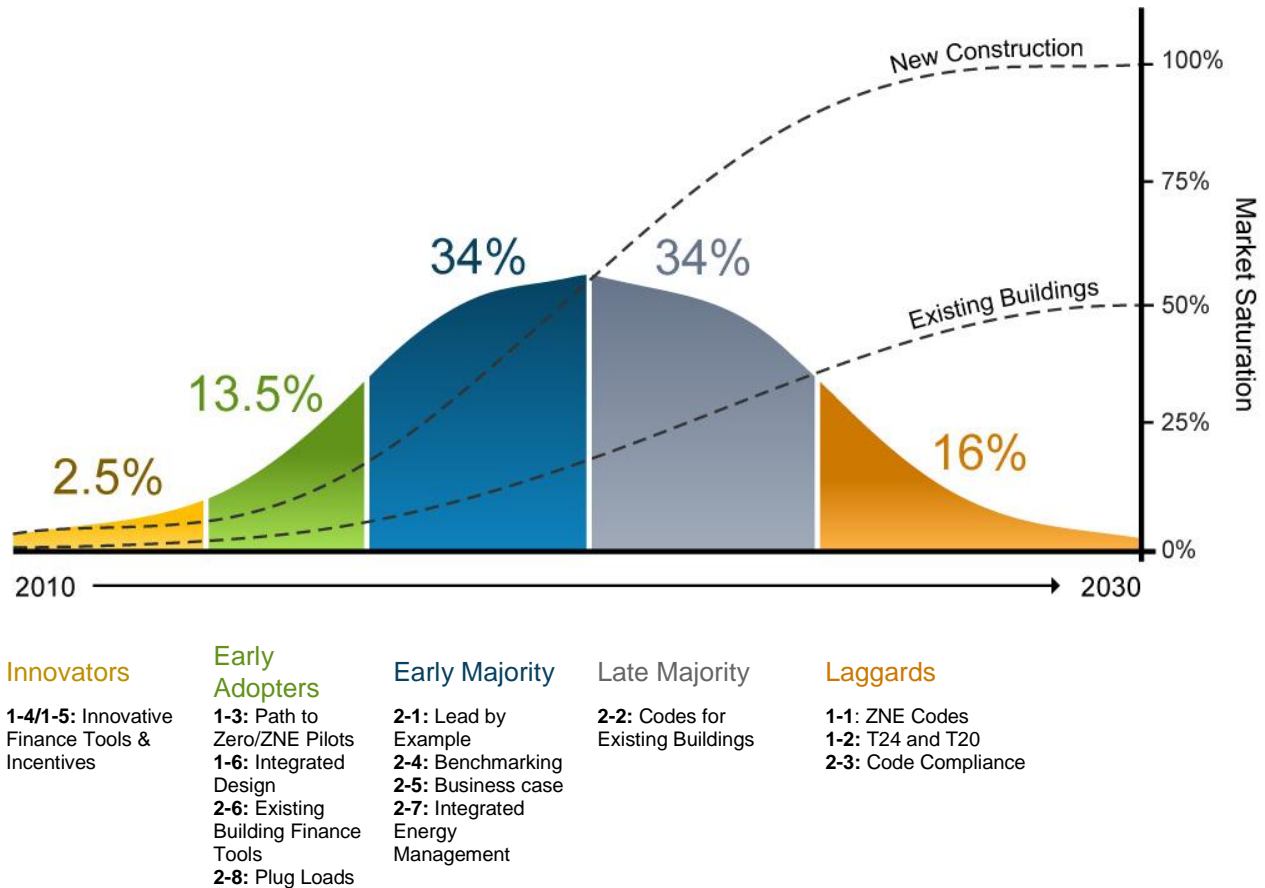 New Construction
100%
75%
Market Saturation
34%
34%
Existing Buildings
50%
13.5%
25%
2.5%
16%
0%
2010
2030
Innovators
1-4/1-5: Innovative
Finance Tools &
Incentives
Early
Adopters
1-3: Path to
Zero/ZNE Pilots
1-6: Integrated
Design
2-6: Existing
Building Finance
Tools
2-8: Plug Loads
Early Majority
2-1: Lead by
Example
2-4: Benchmarking
2-5: Business case
2-7: Integrated
Energy
Management
Late Majority
2-2: Codes for
Existing Buildings
Laggards
1-1: ZNE Codes
1-2: T24 and T20
2-3: Code Compliance